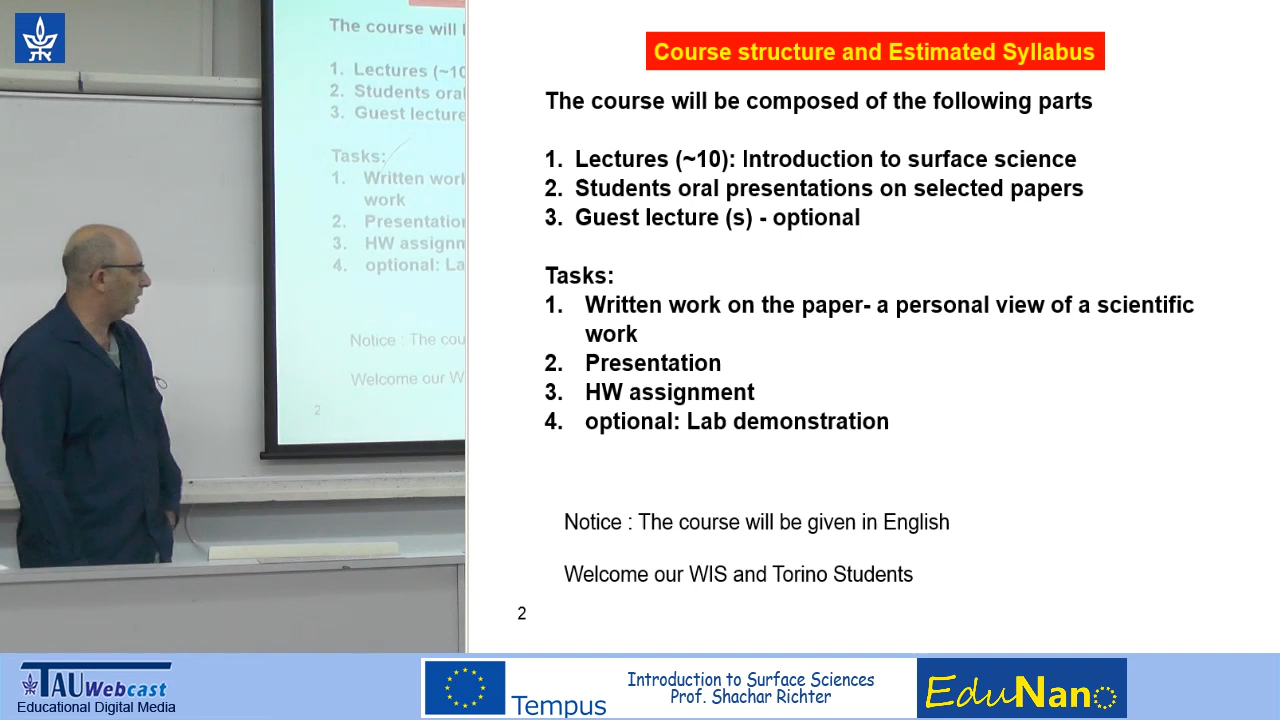 Course structure and Estimated Syllabus
The course will be composed of the following parts
1. Lectures (~10): Introduction to surface science
2. Students oral presentations on selected papers
3. Guest lecture (s) - optional
Tasks:
1. Written work on the paper- a personal view of a scientific
work
2. Presentation
3. HW assignment
4. optional: Lab demonstration
Notice : The course will be given in English
Welcome our WIS and Torino Students
2
The course will
1. Lectures (~10
2. Students oral
3. Guest lecture
Tasks:
1. Written work
work
2. Presentation
3. HW assignm
4. optional: La
Notice : The cou
Welcome our W
2
TAU Webcast
Educational Digital Media
Tempus
Introduction to Surface Sciences
Prof. Shachar Richter
EduNano